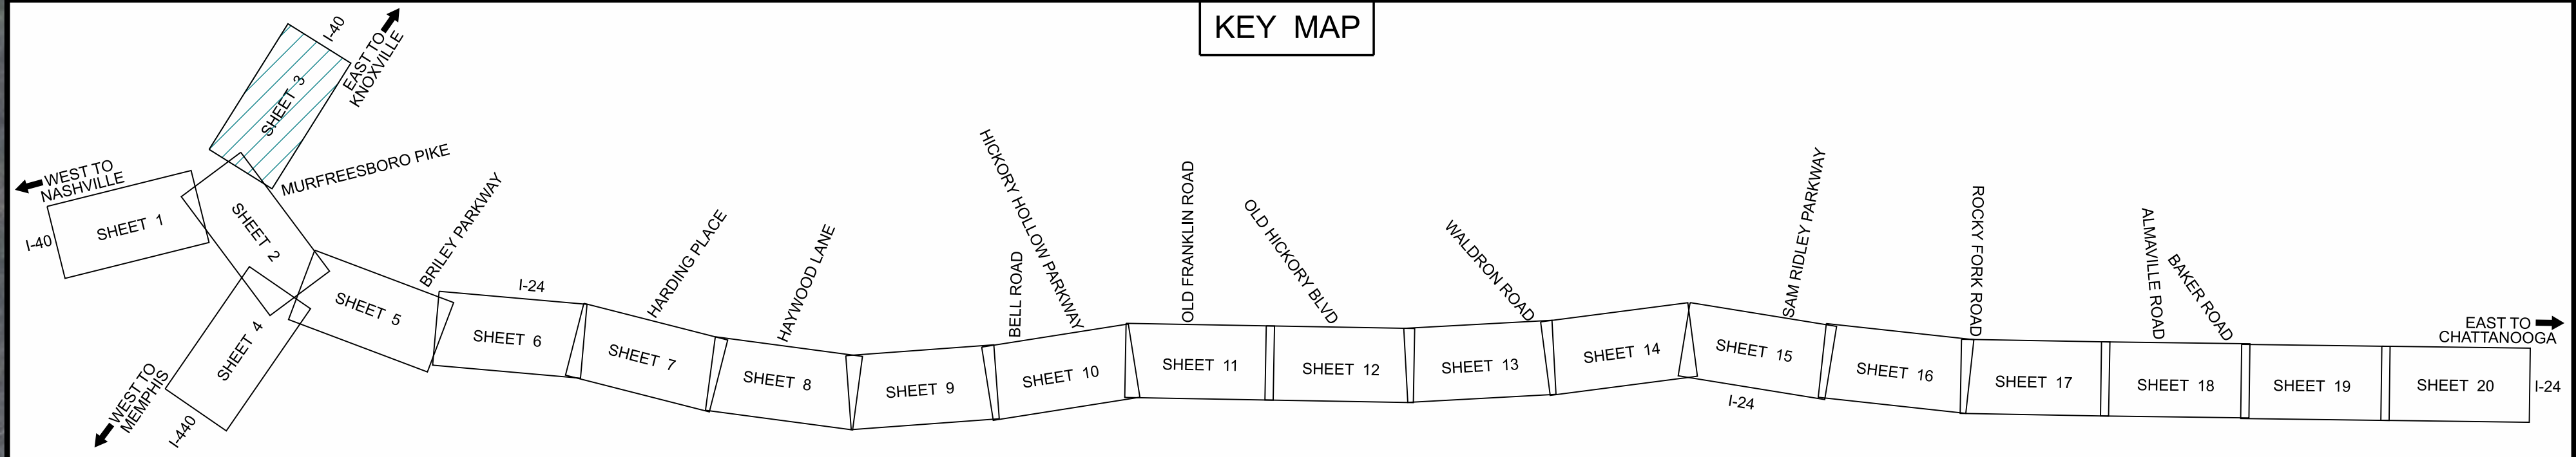 KEY MAP
I-40
EAST TO
KNOXVILLE
SHEET 3
MURFREESBORO PIKE
WEST TO
NASHVILLE
I-40
SHEET 1
SHEET 2
SHEET 4
WEST TO
MEMPHIS
I-440
SHEET 5
BRILEY PARKWAY
I-24
SHEET 6
HARDING PLACE
SHEET 7
HAYWOOD LANE
SHEET 8
SHEET 9
BELL ROAD
HICKORY HOLLOW PARKWAY
SHEET 10
OLD FRANKLIN ROAD
SHEET 11
OLD HICKORY BLVD
SHEET 12
WALDRON ROAD
SHEET 13
SHEET 14
SAM RIDLEY PARKWAY
SHEET 15
I-24
SHEET 16
ROCKY FORK ROAD
SHEET 17
ALMAVILLE ROAD
BAKER ROAD
SHEET 18
SHEET 19
SHEET 20
EAST TO
CHATTANOOGA
I-24